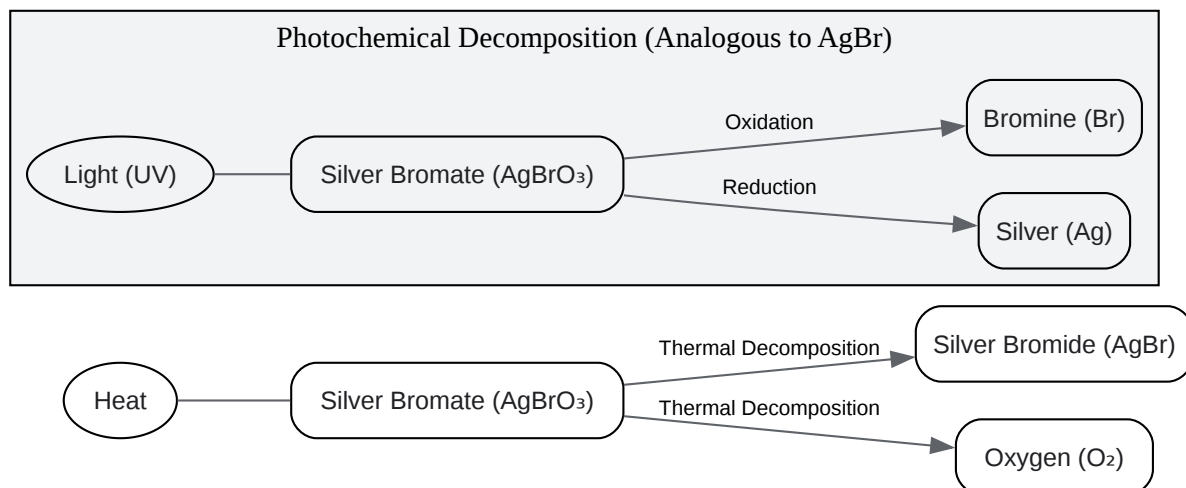 Photochemical Decomposition (Analogous to AgBr)
Light (UV)
Silver Bromate (AgBrO₃)
Oxidation
Bromine (Br)
Reduction
Silver (Ag)
Heat
Silver Bromate (AgBrO₃)
Thermal Decomposition
Silver Bromide (AgBr)
Thermal Decomposition
Oxygen (O₂)